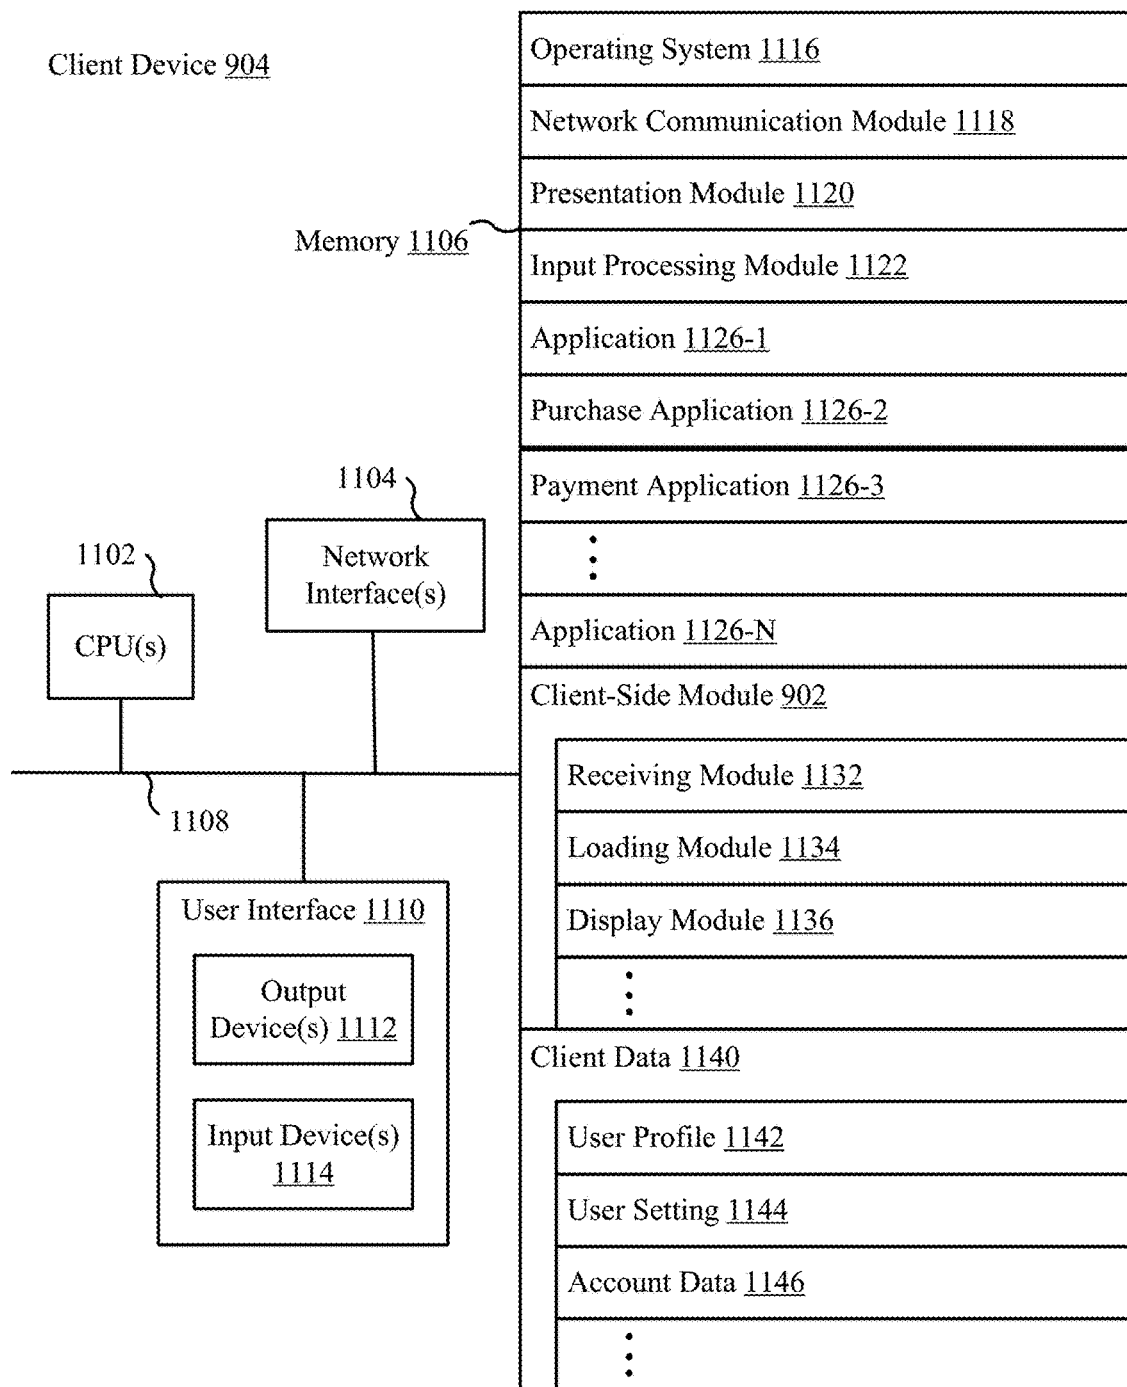 Client Device 904
Operating System 1116
Network Communication Module 1118
Presentation Module 1120
Memory 1106
Input Processing Module 1122
Application 1126-1
Purchase Application 1126-2
Payment Application 1126-3
Application 1126-N
1104
Network
Interface(s)
1102
CPU(s)
1108
Client-Side Module 902
Receiving Module 1132
Loading Module 1134
Display Module 1136
User Interface 1110
Output
Device(s) 1112
Input Device(s)
1114
Client Data 1140
User Profile 1142
User Setting 1144
Account Data 1146